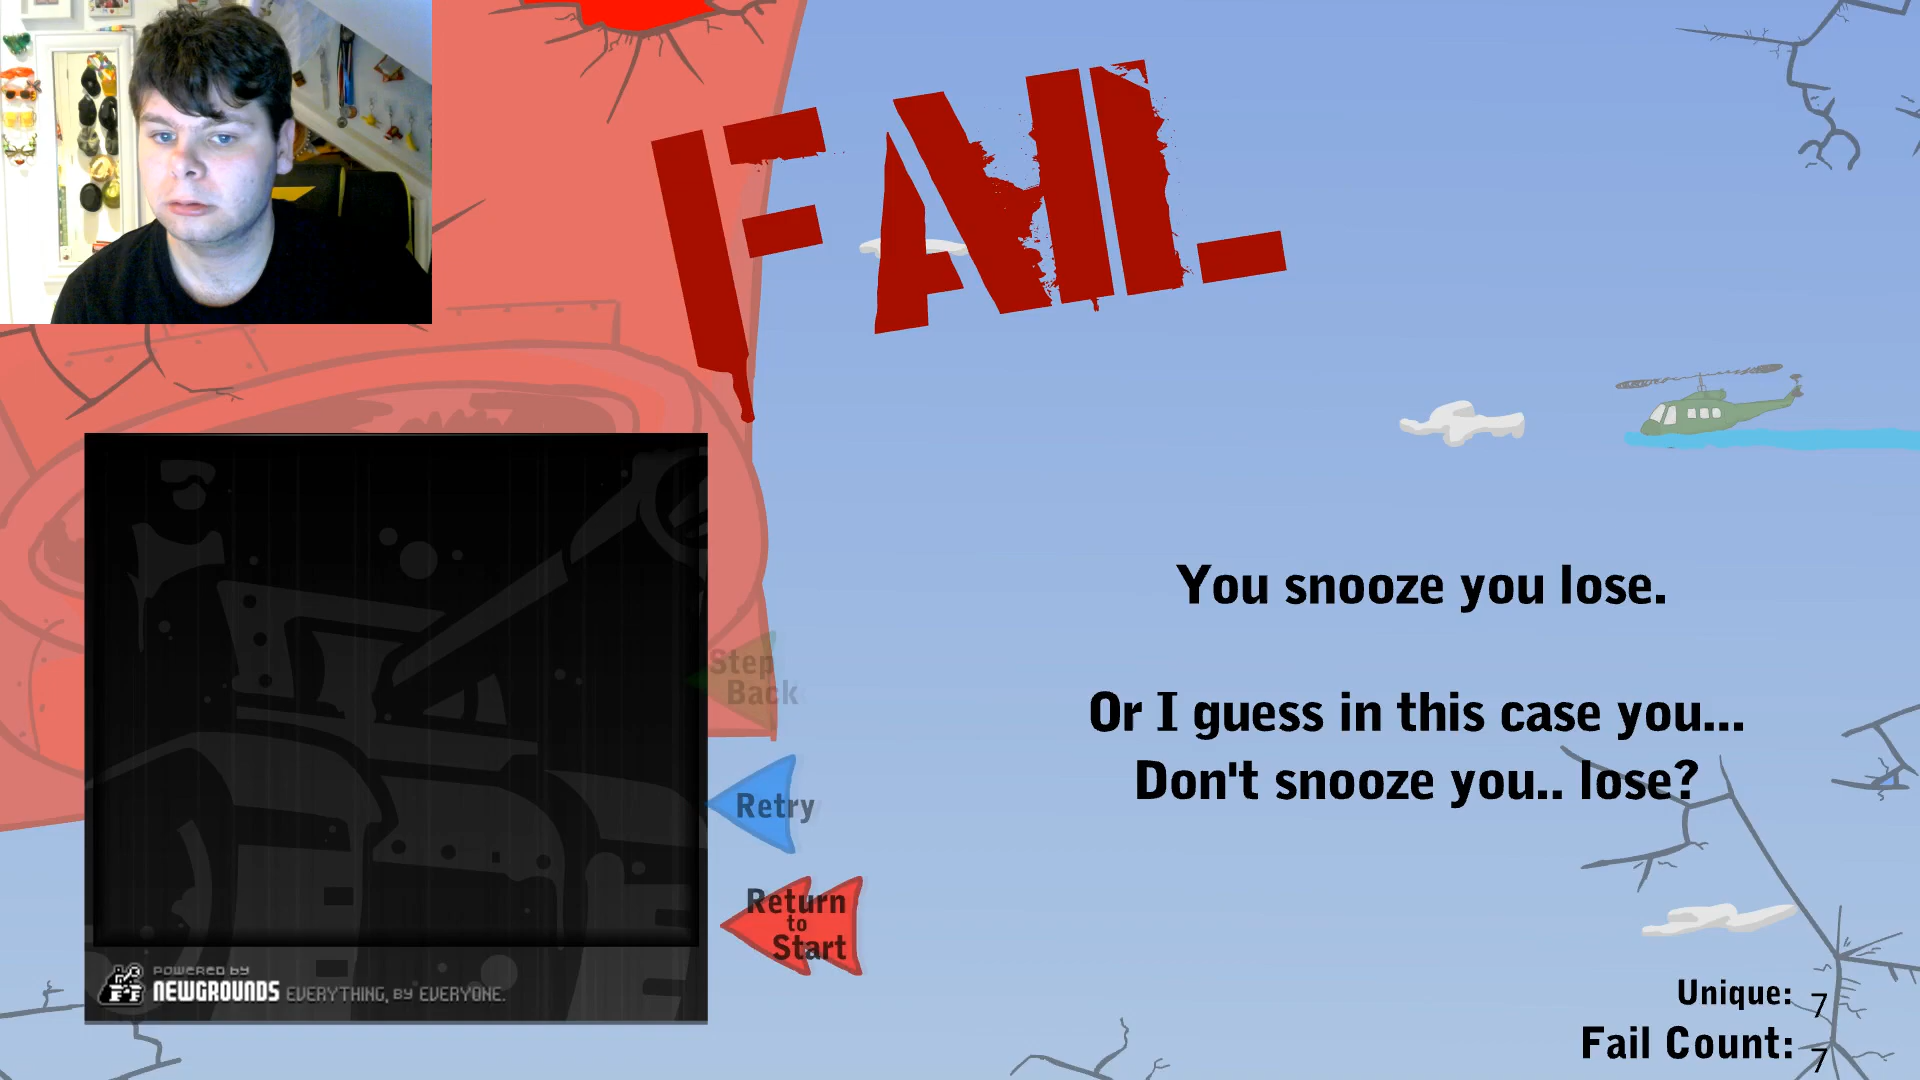 FAIL
You snooze you lose.
Or I guess in this case you...
Don't snooze you.. lose?
Step
Back
Retry
Return
to
Start
POWERED BY
NEWGROUNDS EVERYTHING, BY EVERYONE.
Unique: 7
Fail Count: 7